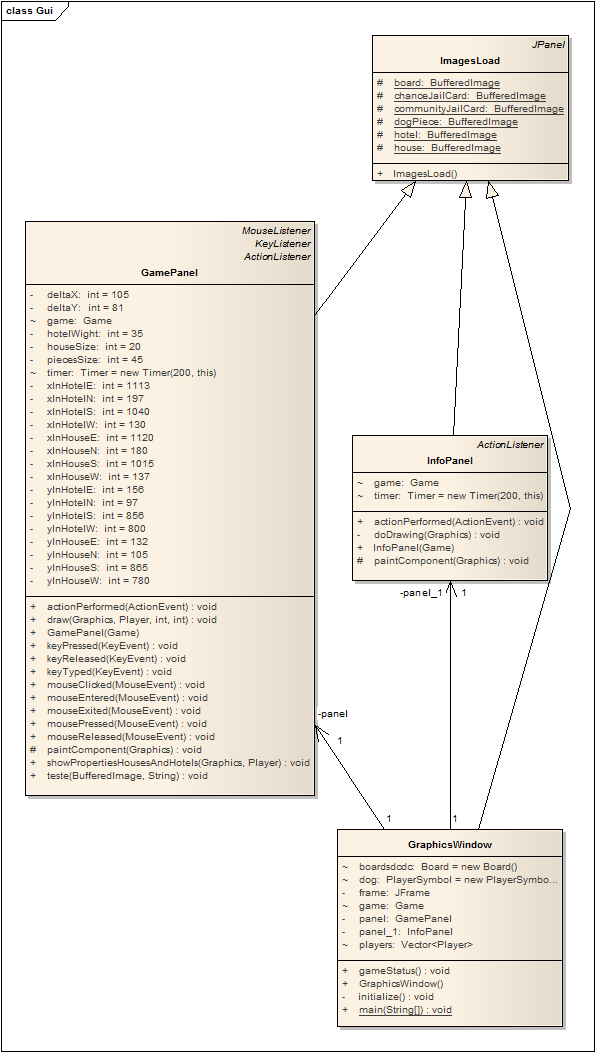 class Gui
JPanel
ImagesLoad
# board: BufferedImage
# chanceJailCard: BufferedImage
# communityJailCard: BufferedImage
# dogPiece: BufferedImage
# hotel: BufferedImage
# house: BufferedImage
+ ImagesLoad()
MouseListener
KeyListener
ActionListener
GamePanel
- deltaX: int = 105
- deltaY: int = 81
~ game: Game
- hotelWight: int = 35
- houseSize: int = 20
- piecesSize: int = 45
~ timer: Timer = new Timer(200, this)
- xInHotelE: int = 1113
- xInHotelN: int = 197
- xInHotelS: int = 1040
- xInHotelW: int = 130
- xInHouseE: int = 1120
- xInHouseN: int = 180
- xInHouseS: int = 1015
- xInHouseW: int = 137
- yInHotelE: int = 156
- yInHotelN: int = 97
- yInHotelS: int = 856
- yInHotelW: int = 800
- yInHouseE: int = 132
- yInHouseN: int = 105
- yInHouseS: int = 865
- yInHouseW: int = 780
+ actionPerformed(ActionEvent) : void
+ draw(Graphics, Player, int, int) : void
+ GamePanel(Game)
+ keyPressed(KeyEvent) : void
+ keyReleased(KeyEvent) : void
+ keyTyped(KeyEvent) : void
+ mouseClicked(MouseEvent) : void
+ mouseEntered(MouseEvent) : void
+ mouseExited(MouseEvent) : void
+ mousePressed(MouseEvent) : void
+ mouseReleased(MouseEvent) : void
# paintComponent(Graphics) : void
+ showPropertiesHousesAndHotels(Graphics, Player) : void
+ teste(BufferedImage, String) : void
ActionListener
InfoPanel
~ game: Game
~ timer: Timer = new Timer(200, this)
+ actionPerformed(ActionEvent) : void
- doDrawing(Graphics) : void
+ InfoPanel(Game)
# paintComponent(Graphics) : void
-panel_1 1
-panel
1
1
1
GraphicsWindow
~ boardsdcdc: Board = new Board()
~ dog: PlayerSymbol = new PlayerSymbo...
- frame: JFrame
~ game: Game
- panel: GamePanel
- panel_1: InfoPanel
~ players: Vector<Player>
+ gameStatus() : void
+ GraphicsWindow()
- initialize() : void
+ main(String[]) : void